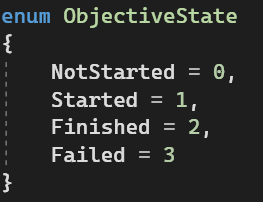 enum ObjectiveState
{
    NotStarted = 0,
    Started = 1,
    Finished = 2,
    Failed = 3
}